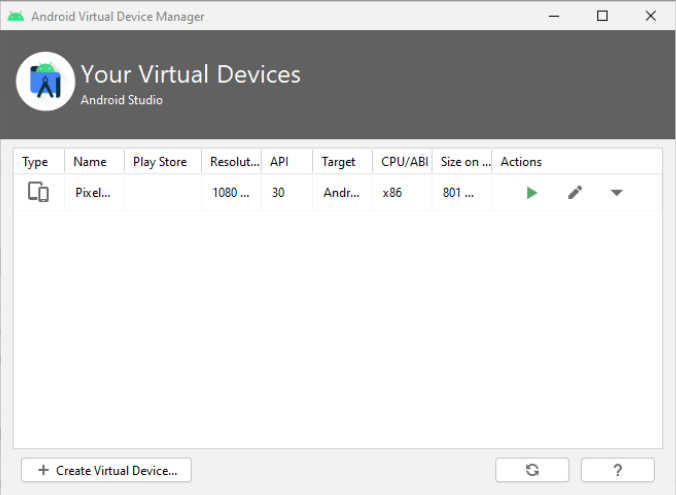 Android Virtual Device Manager
Your Virtual Devices
Android Studio
Type Name Play Store Resolut... API Target CPU/ABI Size on ... Actions
Pixel... 1080 ... 30 Andr... x86 801 ...
+ Create Virtual Device... ?